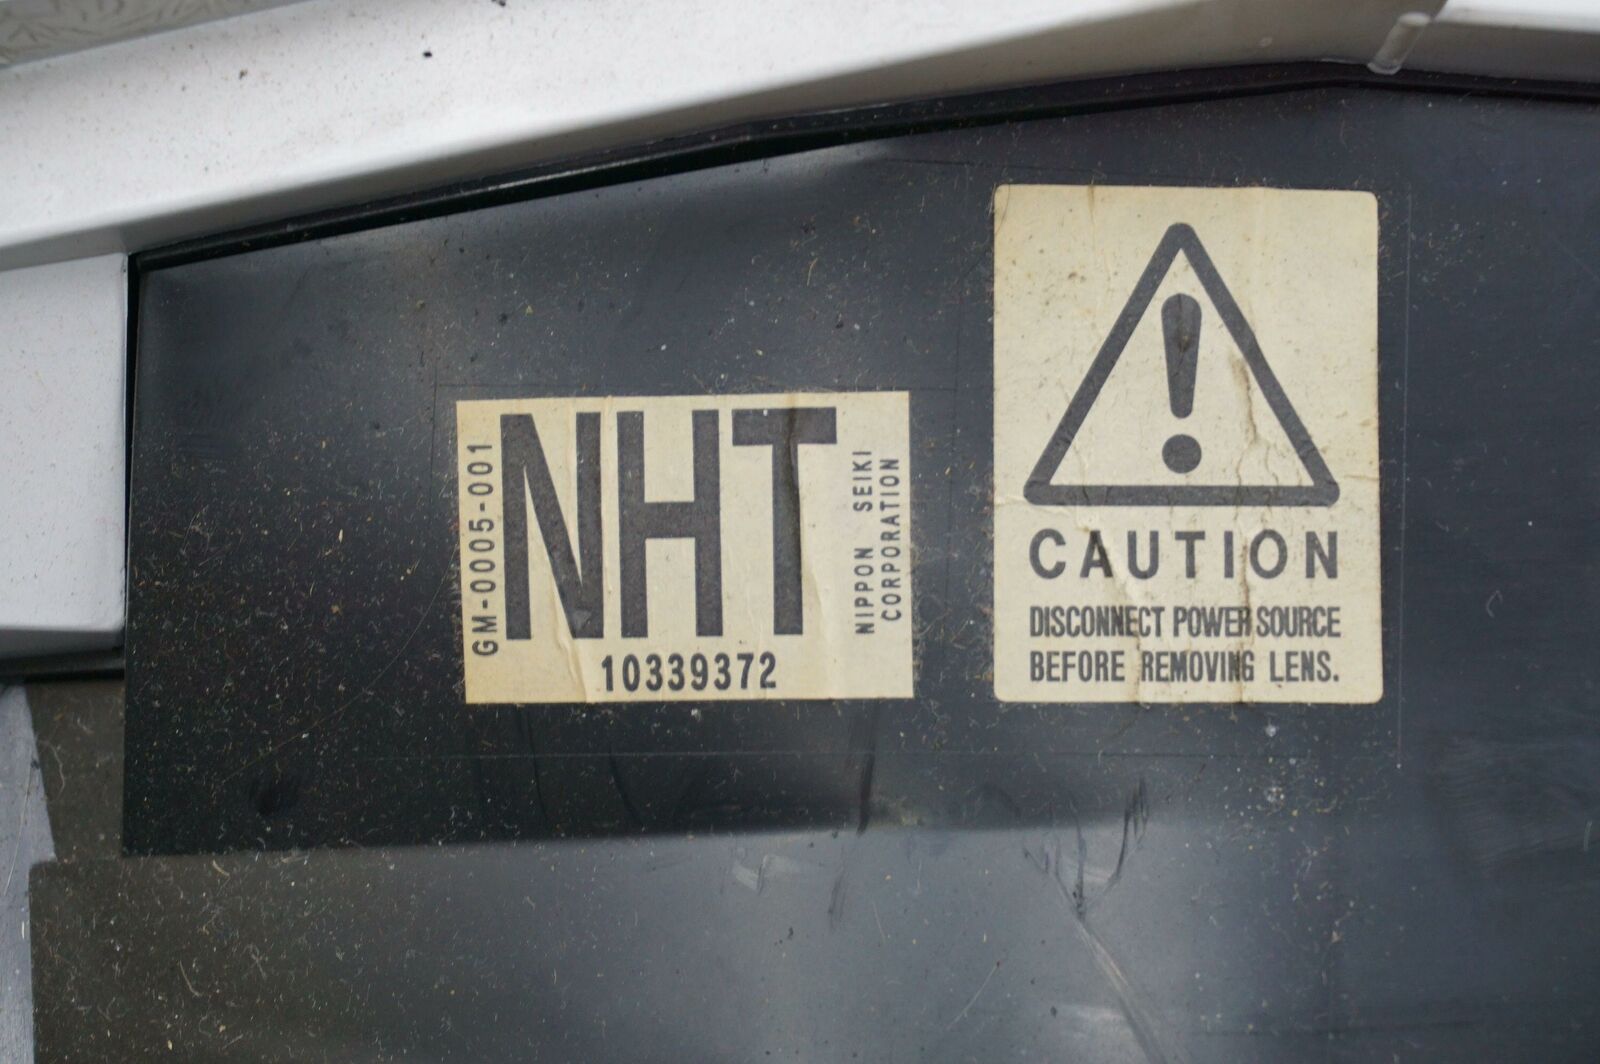 GM-0005-001
NHT
NIPPON SEIKI
CORPORATION
10339372
CAUTION
DISCONNECT POWER SOURCE
BEFORE REMOVING LENS.